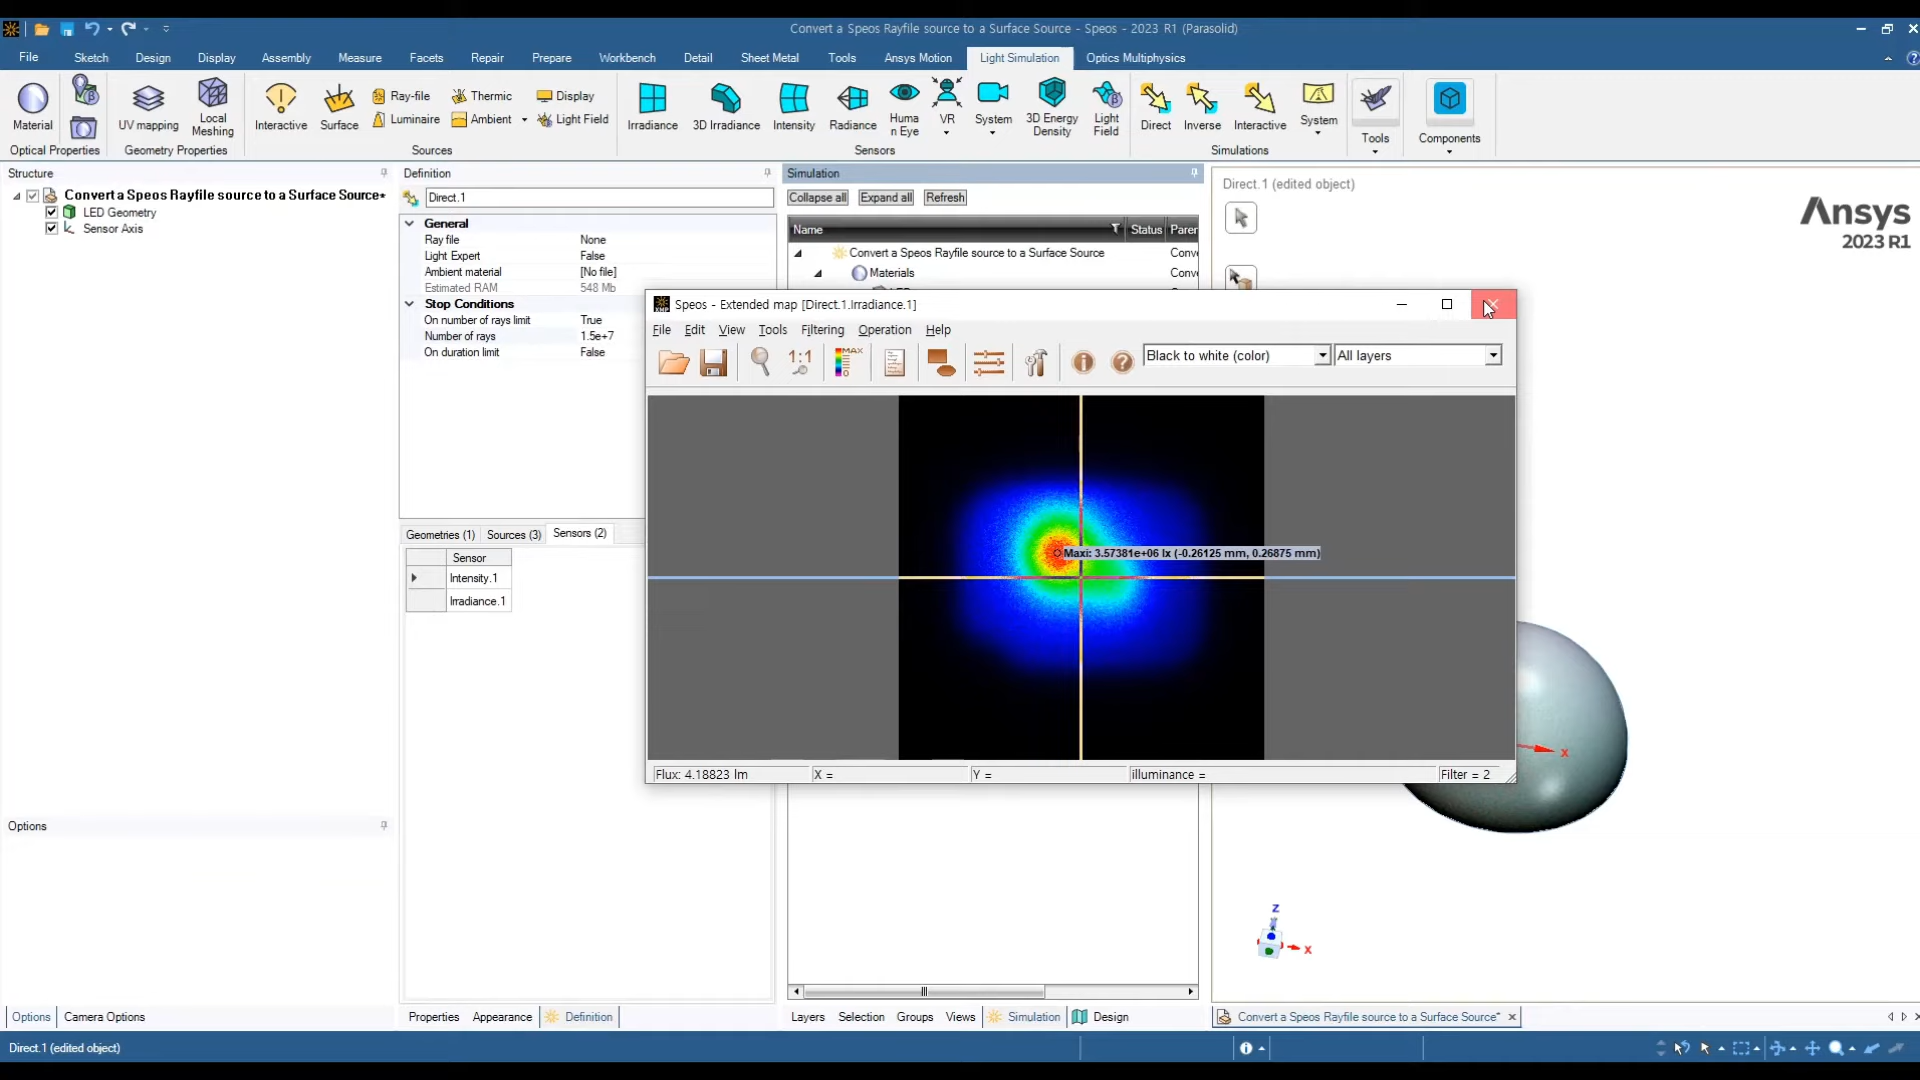 Convert a Speos Rayfile source to a Surface Source - Speos - 2023 R1 (Parasolid)
File Sketch Design Display Assembly Measure Facets Repair Prepare Workbench Detail Sheet Metal Tools Ansys Motion Light Simulation Optics Multiphysics
Material UV mapping Local Meshing Interactive Surface Ray-file Luminaire Thermic Ambient Display Light Field Irradiance 3D Irradiance Intensity Radiance Huma n Eye VR System 3D Energy Density Light Field Direct Inverse Interactive System Tools Components
Optical Properties Geometry Properties Sources Sensors Simulations
Structure
Convert a Speos Rayfile source to a Surface Source*
LED Geometry
Sensor Axis
Options
Options Camera Options
Definition
Direct.1
General
Ray file None
Light Expert False
Ambient material [No file]
Estimated RAM 548 Mb
Stop Conditions
On number of rays limit True
Number of rays 1.5e+7
On duration limit False
Geometries (1) Sources (3) Sensors (2)
Sensor
Intensity.1
Irradiance.1
Properties Appearance Definition
Simulation
Collapse all Expand all Refresh
Name Status Parer
Convert a Speos Rayfile source to a Surface Source Conv
Materials Conv
Speos - Extended map [Direct.1.Irradiance.1]
File Edit View Tools Filtering Operation Help
1:1 MAX Black to white (color) All layers
Maxi: 3.57381e+06 lx (-0.26125 mm, 0.26875 mm)
Flux: 4.18823 lm X = Y = illuminance = Filter = 2
Layers Selection Groups Views Simulation Design
Direct.1 (edited object)
Ansys
2023 R1
X
Z
X
Convert a Speos Rayfile source to a Surface Source*
Direct.1 (edited object)